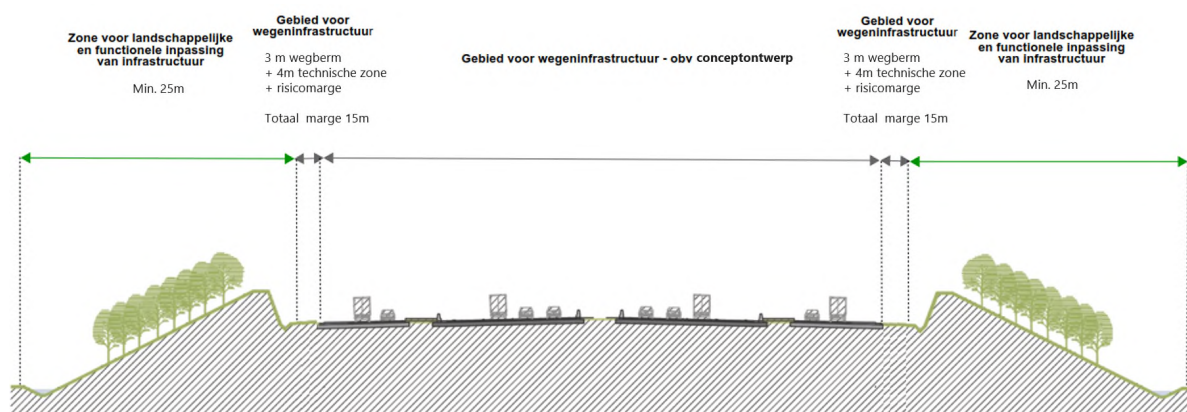 Zone voor landschappelijke
en functionele inpassing
van infrastructuur
Min. 25m
Gebied voor
wegeninfrastructuur
3 m wegberm
+ 4m technische zone
+ risicomarge
Totaal marge 15m
Gebied voor wegeninfrastructuur - obv conceptontwerp
Gebied voor
wegeninfrastructuur
3 m wegberm
+ 4m technische zone
+ risicomarge
Totaal marge 15m
Zone voor landschappelijke
en functionele inpassing
van infrastructuur
Min. 25m